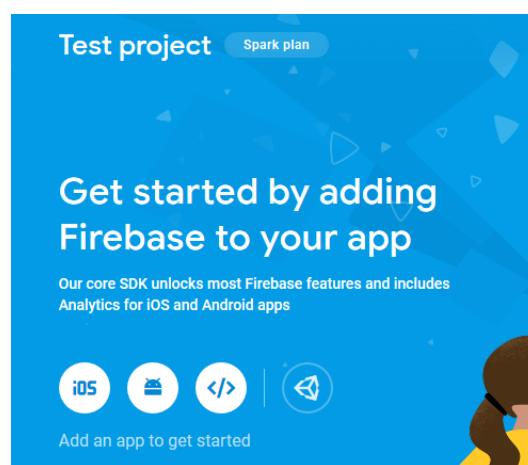 Test project Spark plan
Get started by adding
Firebase to your app
Our core SDK unlocks most Firebase features and includes
Analytics for iOS and Android apps
iOS </>
Add an app to get started